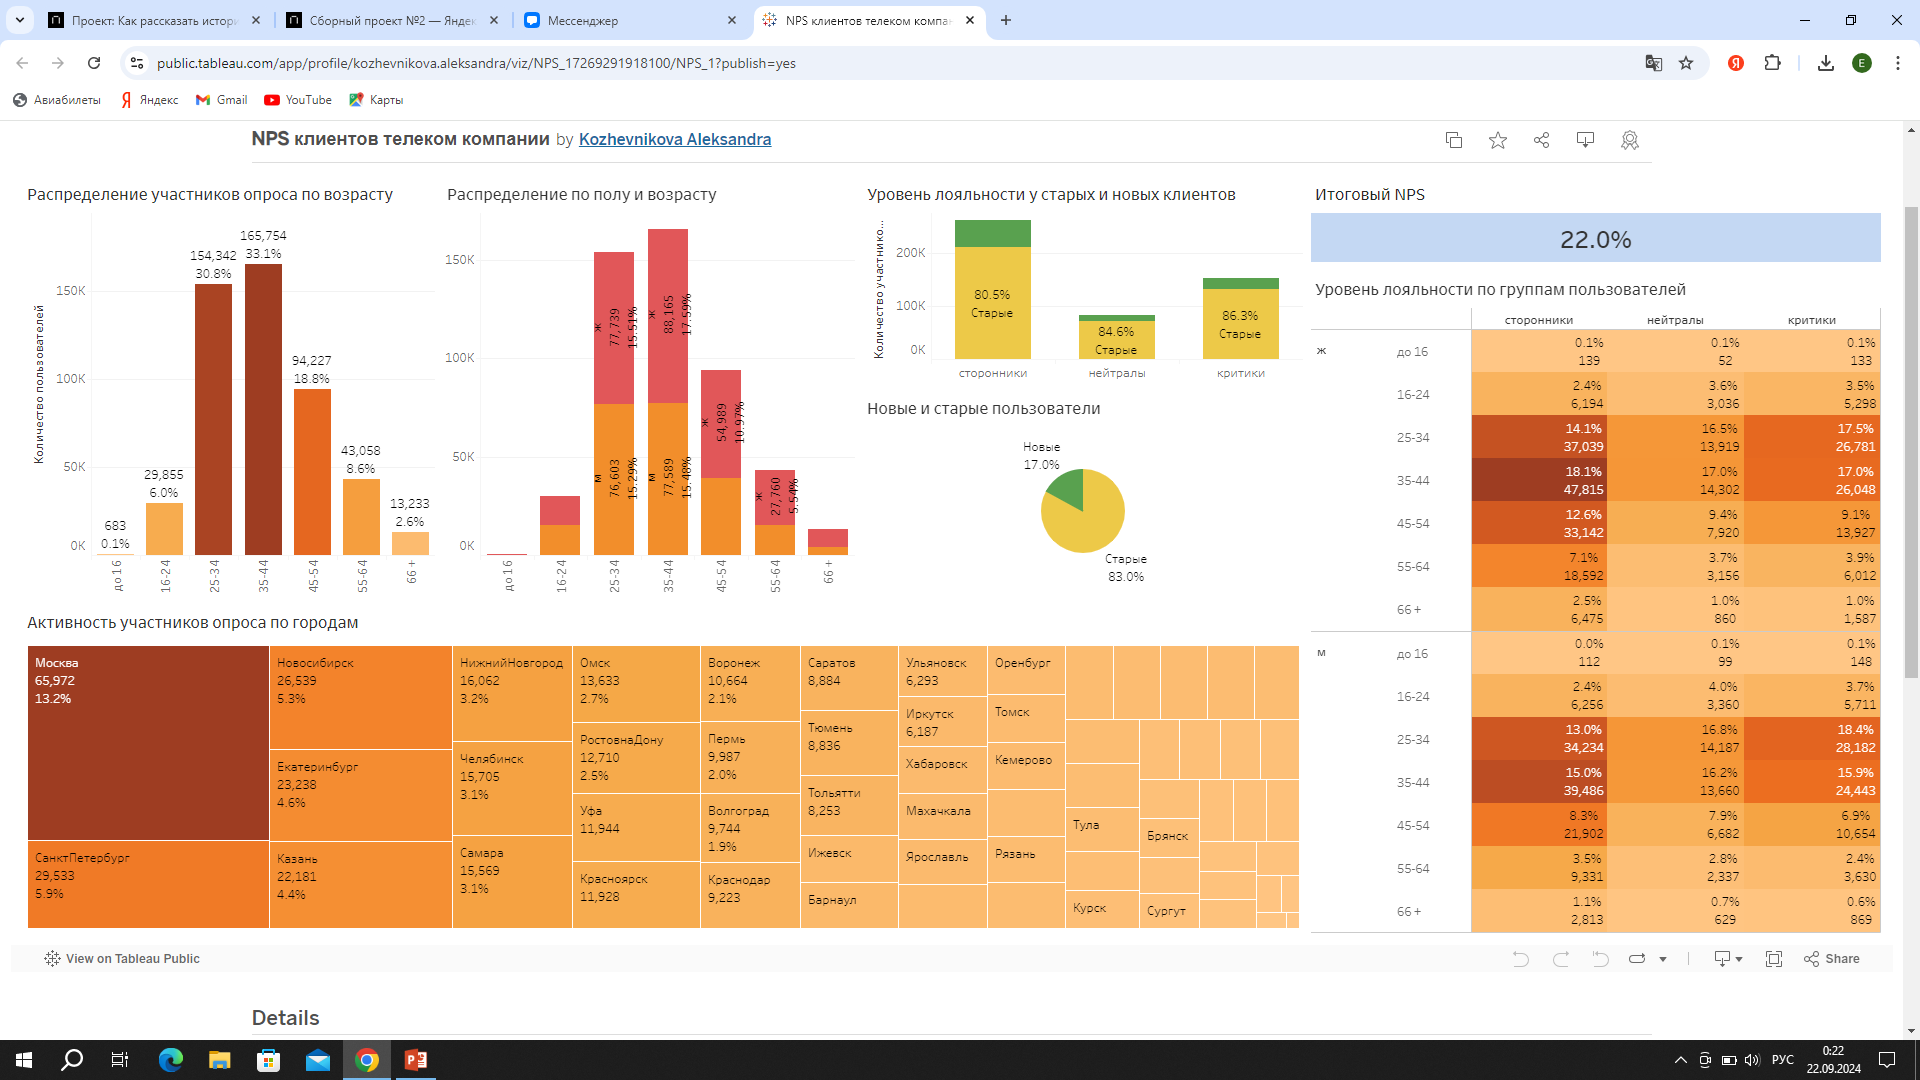 Проект: Как рассказать истори
Сборный проект №2 — Яндек
Мессенджер
NPS клиентов телеком компан
public.tableau.com/app/profile/kozhevnikova.aleksandra/viz/NPS_17269291918100/NPS_1?publish=yes
E
Авиабилеты
Яндекс
Gmail
YouTube
Карты
NPS клиентов телеком компании by Kozhevnikova Aleksandra
Распределение участников опроса по возрасту
Количество пользователей
150K
100K
50K
0K
683
0.1%
29,855
6.0%
154,342
30.8%
165,754
33.1%
94,227
18.8%
43,058
8.6%
13,233
2.6%
до 16
16-24
25-34
35-44
45-54
55-64
66 +
Распределение по полу и возрасту
150K
100K
50K
0K
ж
77,739
15.51%
ж
88,165
17.59%
ж
54,989
10.97%
м
76,603
15.29%
м
77,589
15.48%
ж
27,760
5.54%
до 16
16-24
25-34
35-44
45-54
55-64
66 +
Уровень лояльности у старых и новых клиентов
Количество участнико...
200K
100K
0K
80.5%
Старые
84.6%
Старые
86.3%
Старые
сторонники
нейтралы
критики
Новые и старые пользователи
Новые
17.0%
Старые
83.0%
Итоговый NPS
22.0%
Уровень лояльности по группам пользователей
сторонники нейтралы критики
ж до 16 0.1% 0.1% 0.1%
139 52 133
16-24 2.4% 3.6% 3.5%
6,194 3,036 5,298
25-34 14.1% 16.5% 17.5%
37,039 13,919 26,781
35-44 18.1% 17.0% 17.0%
47,815 14,302 26,048
45-54 12.6% 9.4% 9.1%
33,142 7,920 13,927
55-64 7.1% 3.7% 3.9%
18,592 3,156 6,012
66 + 2.5% 1.0% 1.0%
6,475 860 1,587
м до 16 0.0% 0.1% 0.1%
112 99 148
16-24 2.4% 4.0% 3.7%
6,256 3,360 5,711
25-34 13.0% 16.8% 18.4%
34,234 14,187 28,182
35-44 15.0% 16.2% 15.9%
39,486 13,660 24,443
45-54 8.3% 7.9% 6.9%
21,902 6,682 10,654
55-64 3.5% 2.8% 2.4%
9,331 2,337 3,630
66 + 1.1% 0.7% 0.6%
2,813 629 869
Активность участников опроса по городам
Москва
65,972
13.2%
СанктПетербург
29,533
5.9%
Новосибирск
26,539
5.3%
Екатеринбург
23,238
4.6%
Казань
22,181
4.4%
НижнийНовгород
16,062
3.2%
Челябинск
15,705
3.1%
Самара
15,569
3.1%
Омск
13,633
2.7%
РостовнаДону
12,710
2.5%
Уфа
11,944
Красноярск
11,928
Воронеж
10,664
2.1%
Пермь
9,987
2.0%
Волгоград
9,744
1.9%
Краснодар
9,223
Саратов
8,884
Тюмень
8,836
Тольятти
8,253
Ижевск
Барнаул
Ульяновск
6,293
Иркутск
6,187
Хабаровск
Махачкала
Ярославль
Оренбург
Томск
Кемерово
Рязань
Тула
Курск
Брянск
Сургут
View on Tableau Public
Share
Details
РУС
0:22
22.09.2024